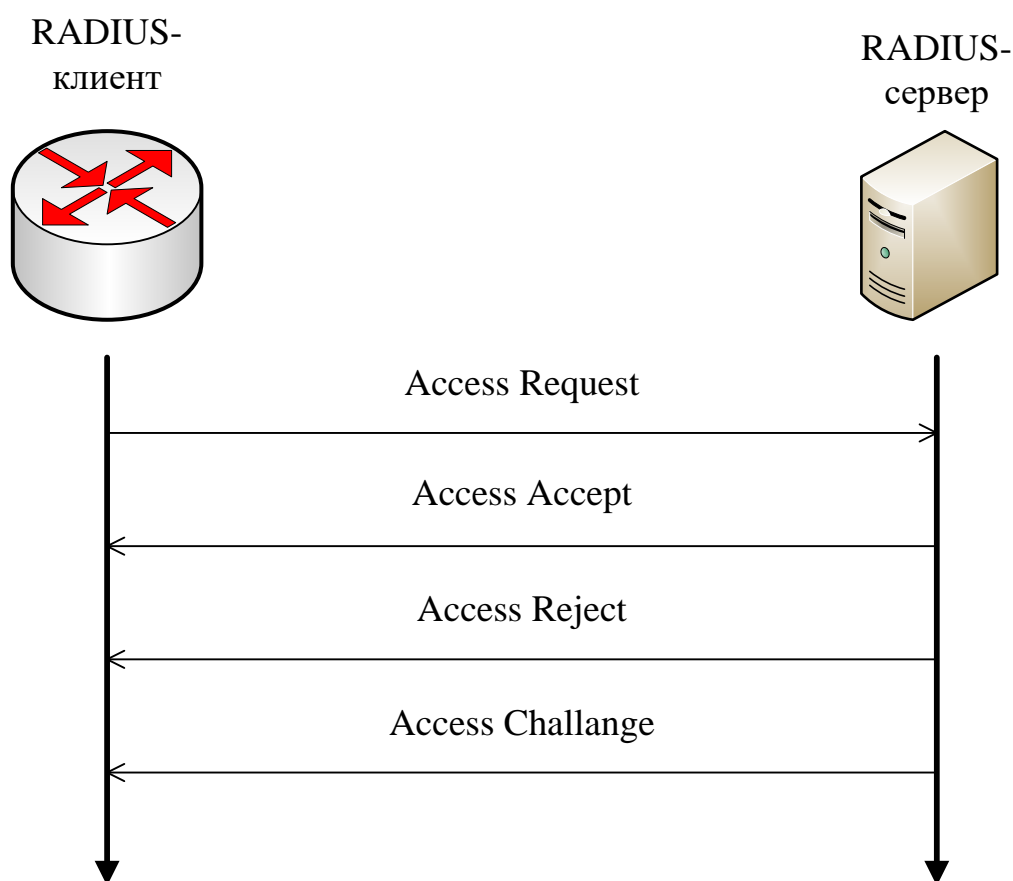 RADIUS-
клиент
RADIUS-
сервер
Access Request
Access Accept
Access Reject
Access Challange